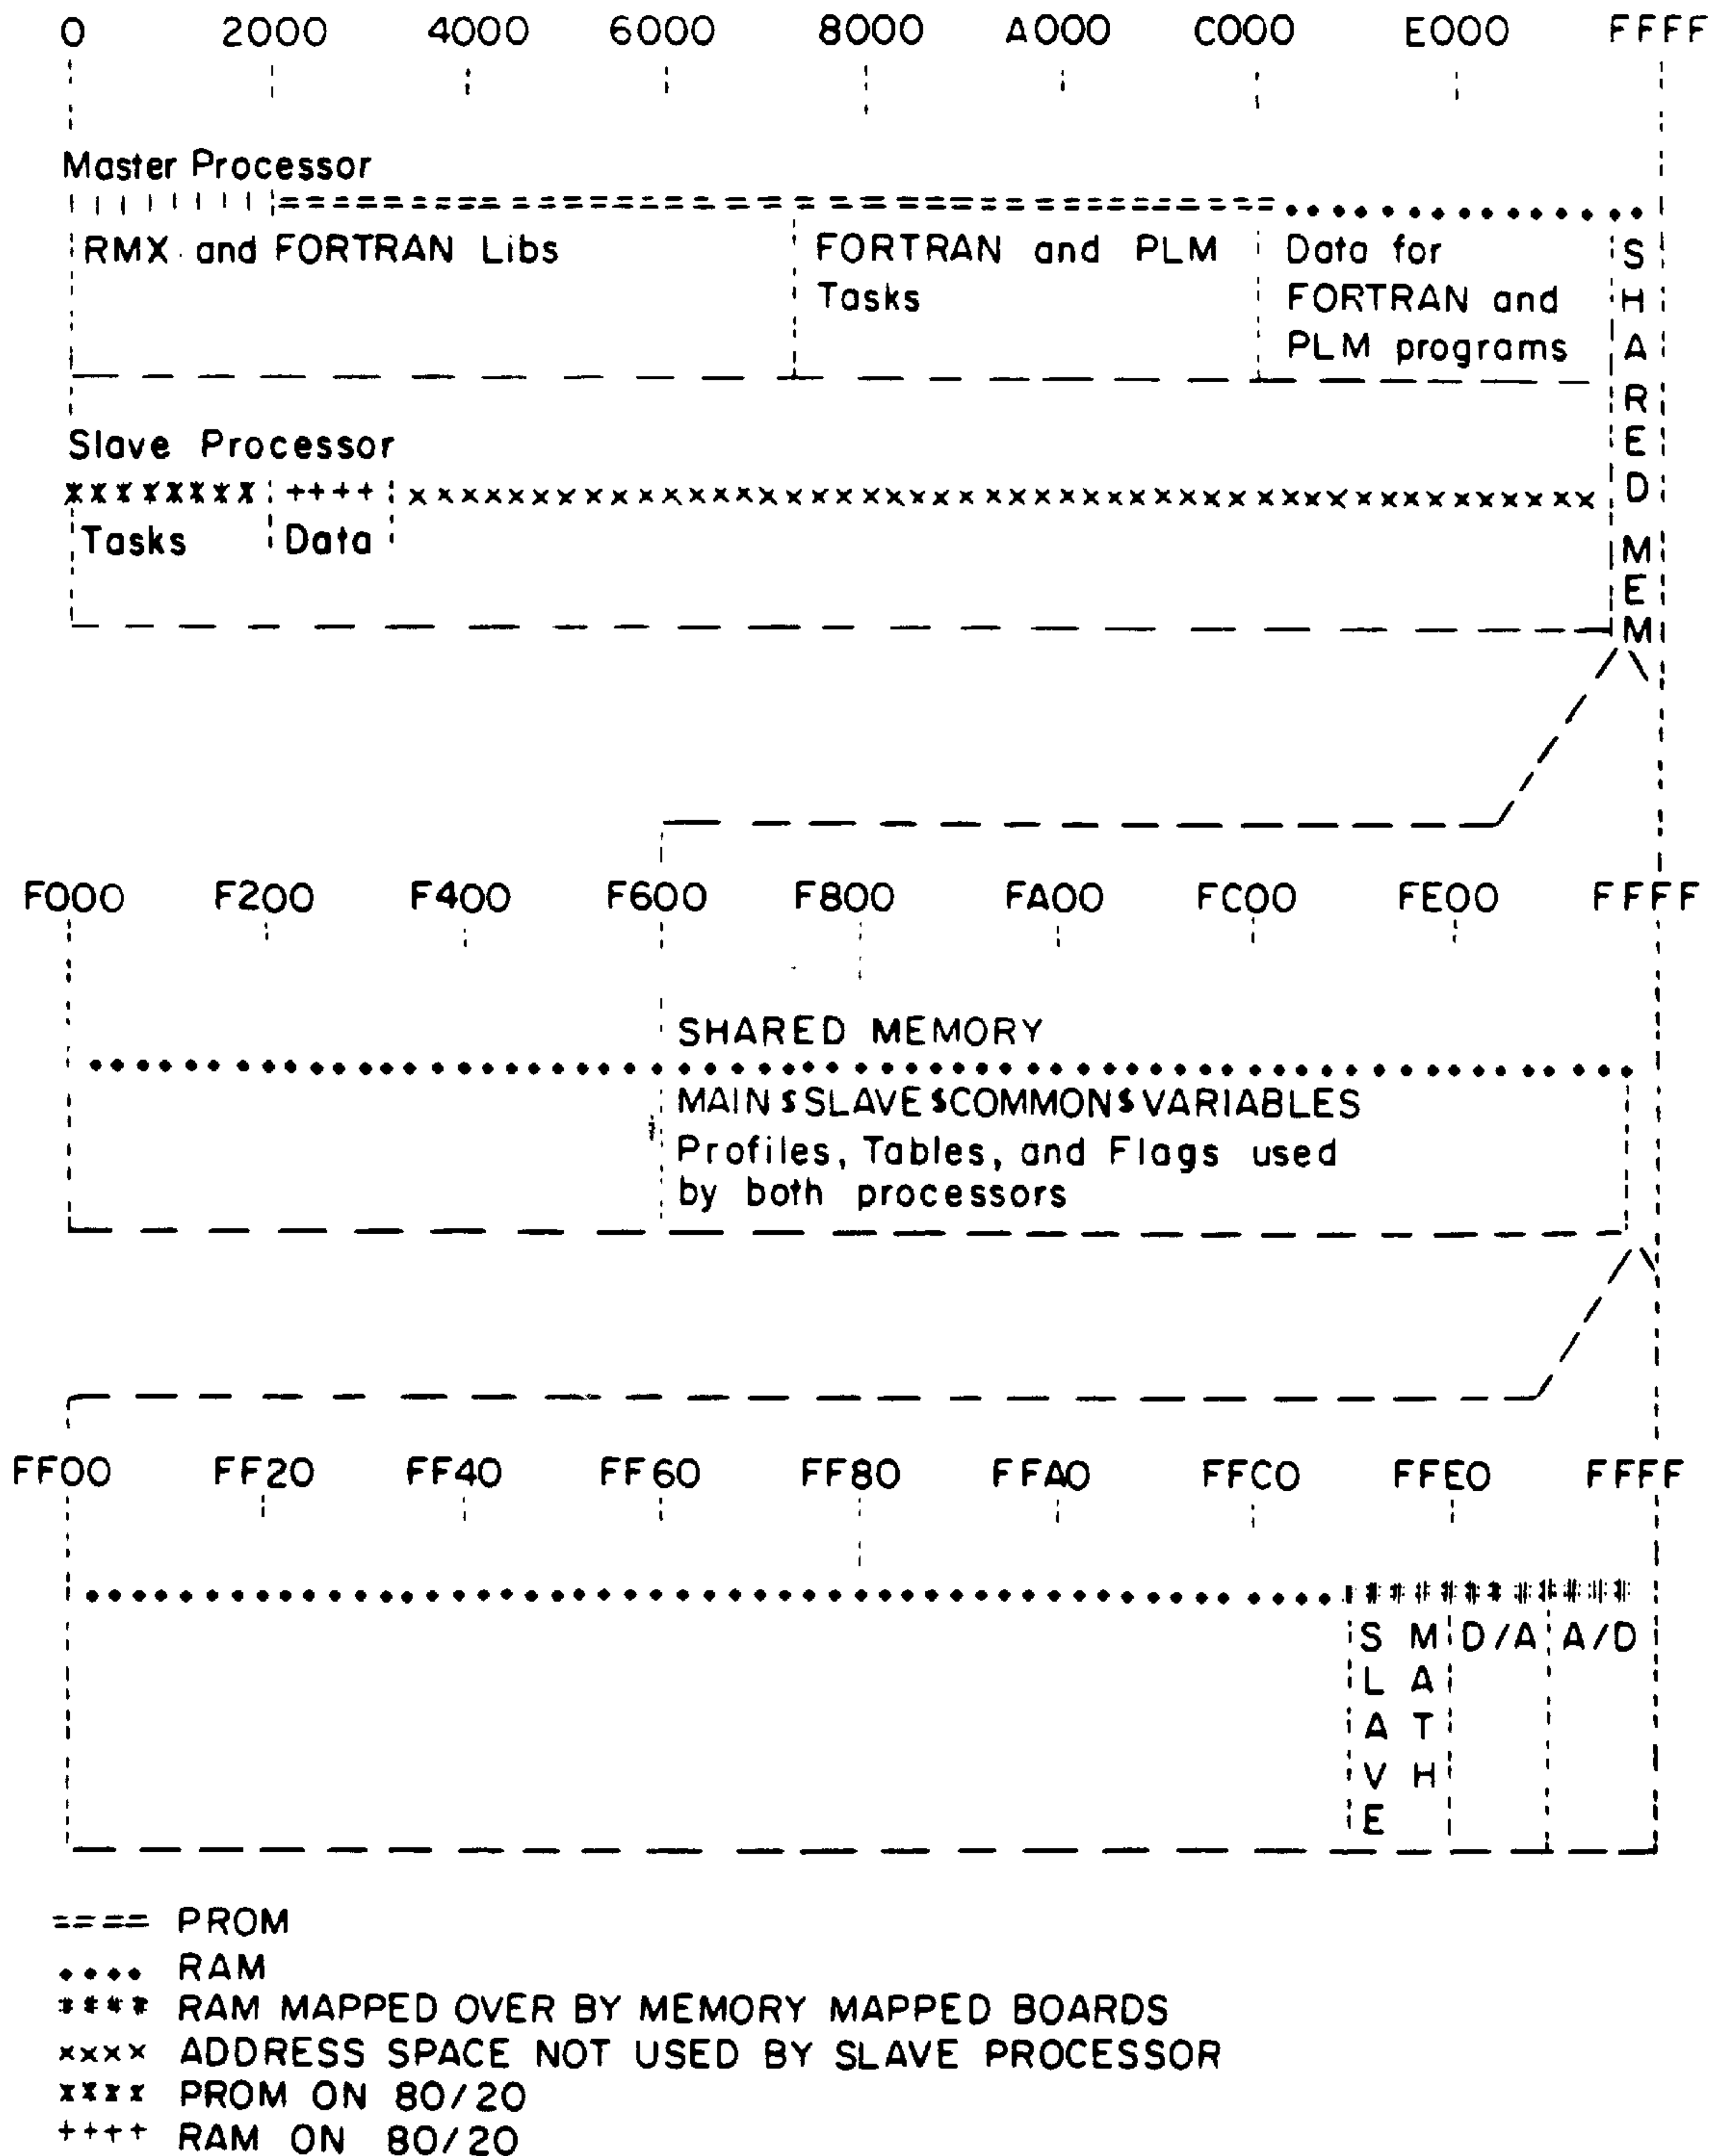 0 2000 4000 6000 8000 A000 C000 E000 FFFF
Master Processor
RMX and FORTRAN Libs
FORTRAN and PLM
Tasks
Data for
FORTRAN and
PLM programs
SHARED MEM
Slave Processor
Tasks
Data
F000 F200 F400 F600 F800 FA00 FC00 FE00 FFFF
SHARED MEMORY
MAIN$SLAVE$COMMON$VARIABLES
Profiles, Tables, and Flags used
by both processors
FF00 FF20 FF40 FF60 FF80 FFA0 FFC0 FFE0 FFFF
SLAVE
MATH
D/A
A/D
==== PROM
•••• RAM
#### RAM MAPPED OVER BY MEMORY MAPPED BOARDS
xxxx ADDRESS SPACE NOT USED BY SLAVE PROCESSOR
PROM ON 80/20
++++ RAM ON 80/20